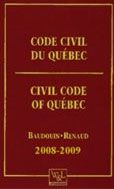 CODE CIVIL
DU QUÉBEC
CIVIL CODE
OF QUÉBEC
BAUDOUIN • RENAUD
2008-2009
W&L